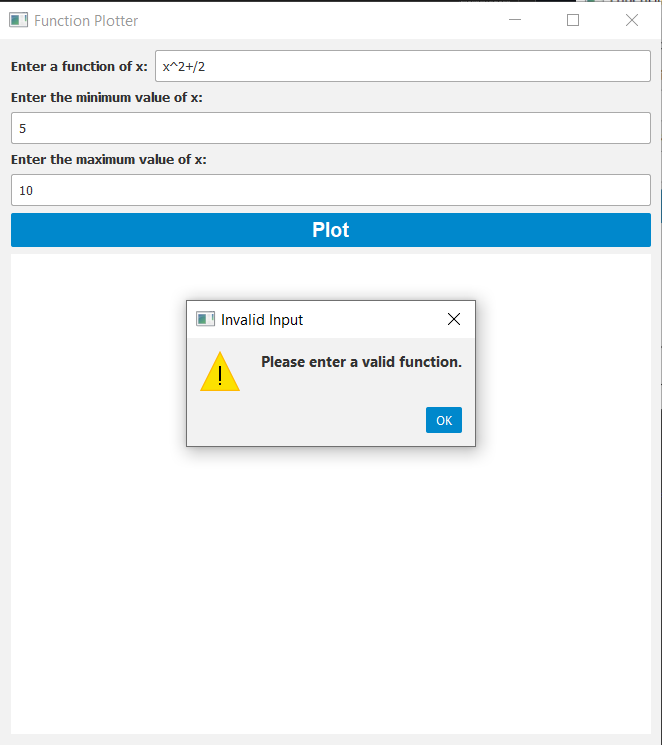 Function Plotter
Enter a function of x: x^2+/2
Enter the minimum value of x:
5
Enter the maximum value of x:
10
Plot
Invalid Input
Please enter a valid function.
OK